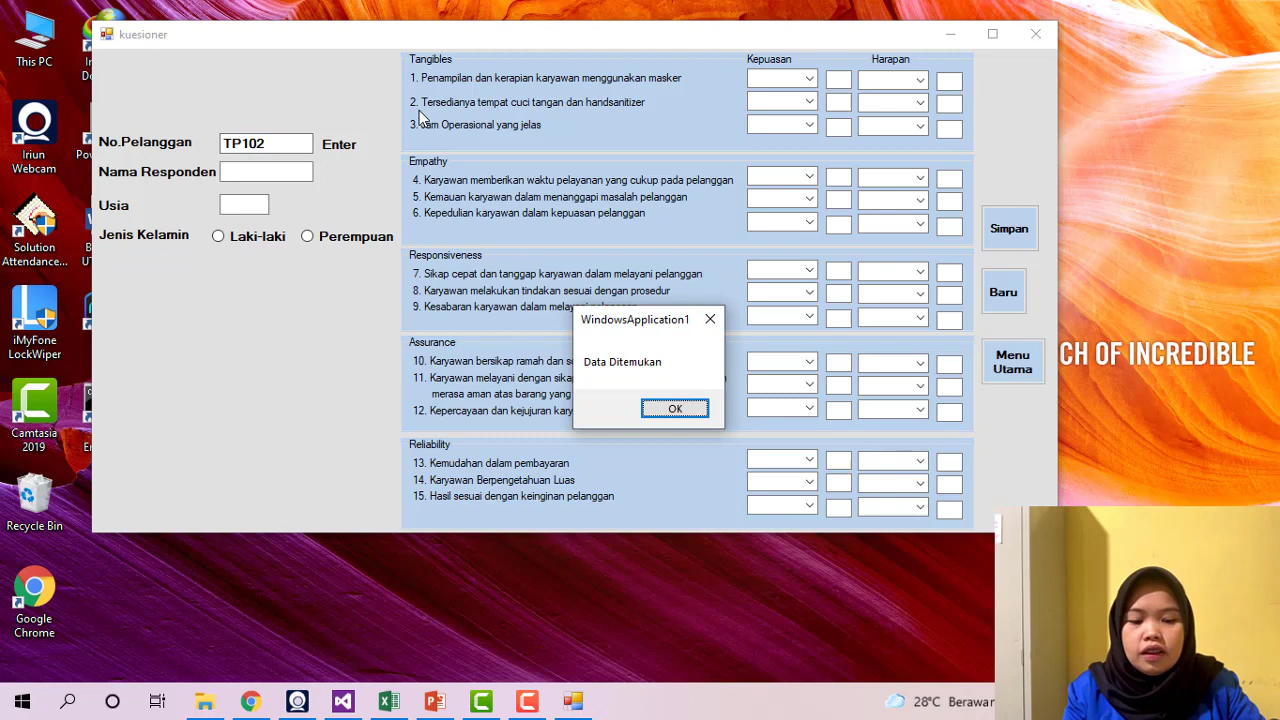 This PC
Iriun
Webcam
Solution
Attendance...
iMyFone
LockWiper
Camtasia
2019
Recycle Bin
Google
Chrome
kuesioner
No.Pelanggan TP102 Enter
Nama Responden
Usia
Jenis Kelamin Laki-laki Perempuan
Tangibles Kepuasan Harapan
1. Penampilan dan kerapian karyawan menggunakan masker
2. Tersedianya tempat cuci tangan dan handsanitizer
3. Jam Operasional yang jelas
Empathy
4. Karyawan memberikan waktu pelayanan yang cukup pada pelanggan
5. Kemauan karyawan dalam menanggapi masalah pelanggan
6. Kepedulian karyawan dalam kepuasan pelanggan
Responsiveness
7. Sikap cepat dan tanggap karyawan dalam melayani pelanggan
8. Karyawan melakukan tindakan sesuai dengan prosedur
9. Kesabaran karyawan dalam melayani pelanggan
Assurance
10. Karyawan bersikap ramah dan
11. Karyawan melayani dengan
merasa aman atas barang yang
12. Kepercayaan dan kejujuran
Reliability
13. Kemudahan dalam pembayaran
14. Karyawan Berpengetahuan Luas
15. Hasil sesuai dengan keinginan pelanggan
Simpan
Baru
Menu
Utama
WindowsApplication1
Data Ditemukan
OK
CH OF INCREDIBLE
28°C Berawan